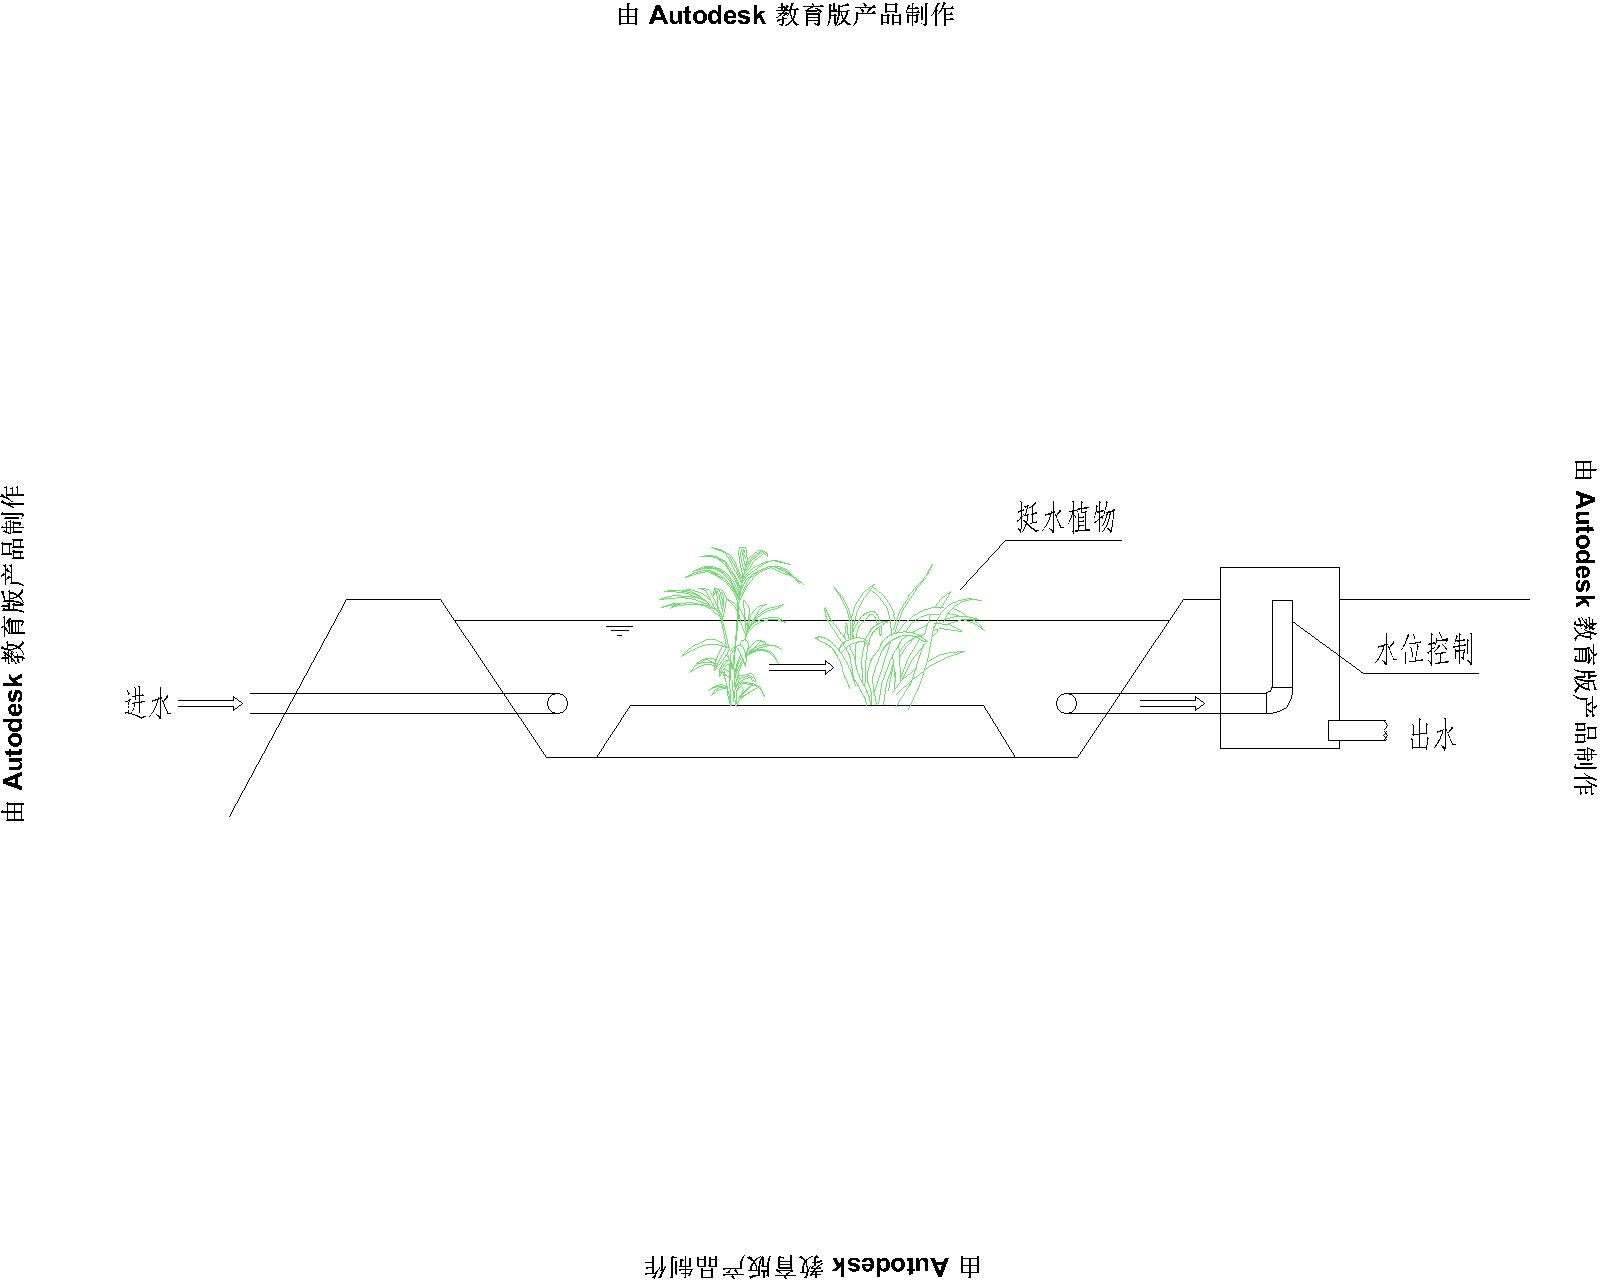 由 Autodesk 教育版产品制作
挺水植物
水位控制
进水
出水
由 Autodesk 教育版产品制作
由 Autodesk 教育版产品制作
由 Autodesk 教育版产品制作